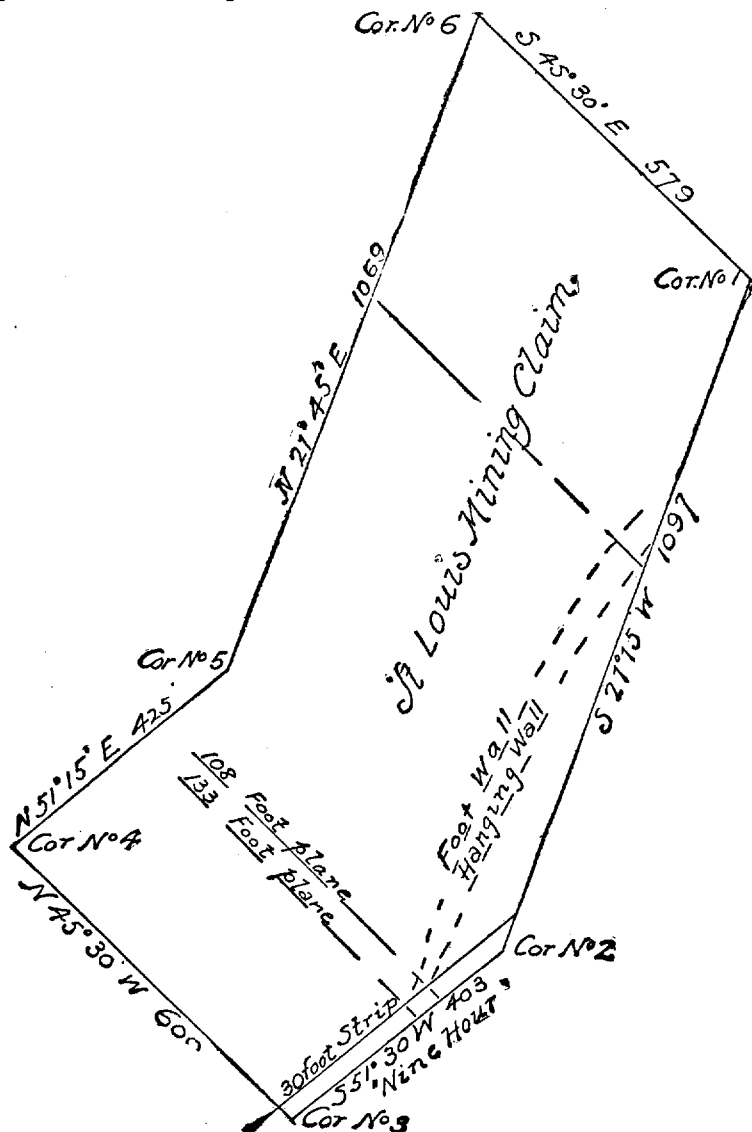 Cor. No 6
S 45° 30' E 579
Cor. No 1
N 21° 45' E 1069
St Louis Mining Claim.
S 21° 15' W 1097
Cor No 5
N 51° 15' E 425
Cor No 4
108 Foot plane
133 Foot plane
Foot Wall
Hanging Wall
N 45° 30' W 600
Cor No 2
30 foot Strip
S 51° 30 W 403
"Nine Hour"
Cor No 3